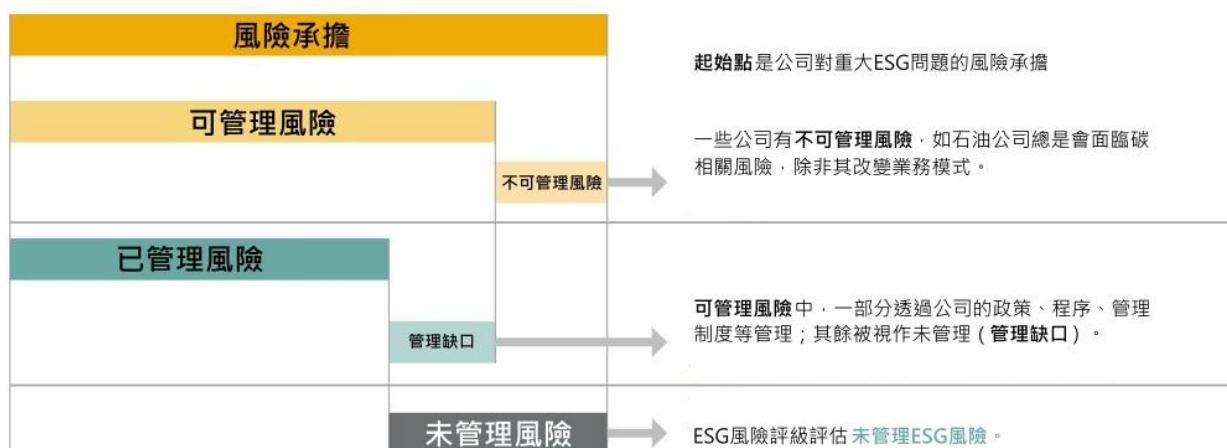 風險承擔
起始點是公司對重大ESG問題的風險承擔
可管理風險
一些公司有不可管理風險，如石油公司總是會面臨碳
相關風險，除非其改變業務模式。
不可管理風險
已管理風險
可管理風險中，一部分透過公司的政策、程序、管理
制度等管理；其餘被視作未管理（管理缺口）。
管理缺口
未管理風險
ESG風險評級評估未管理ESG風險。